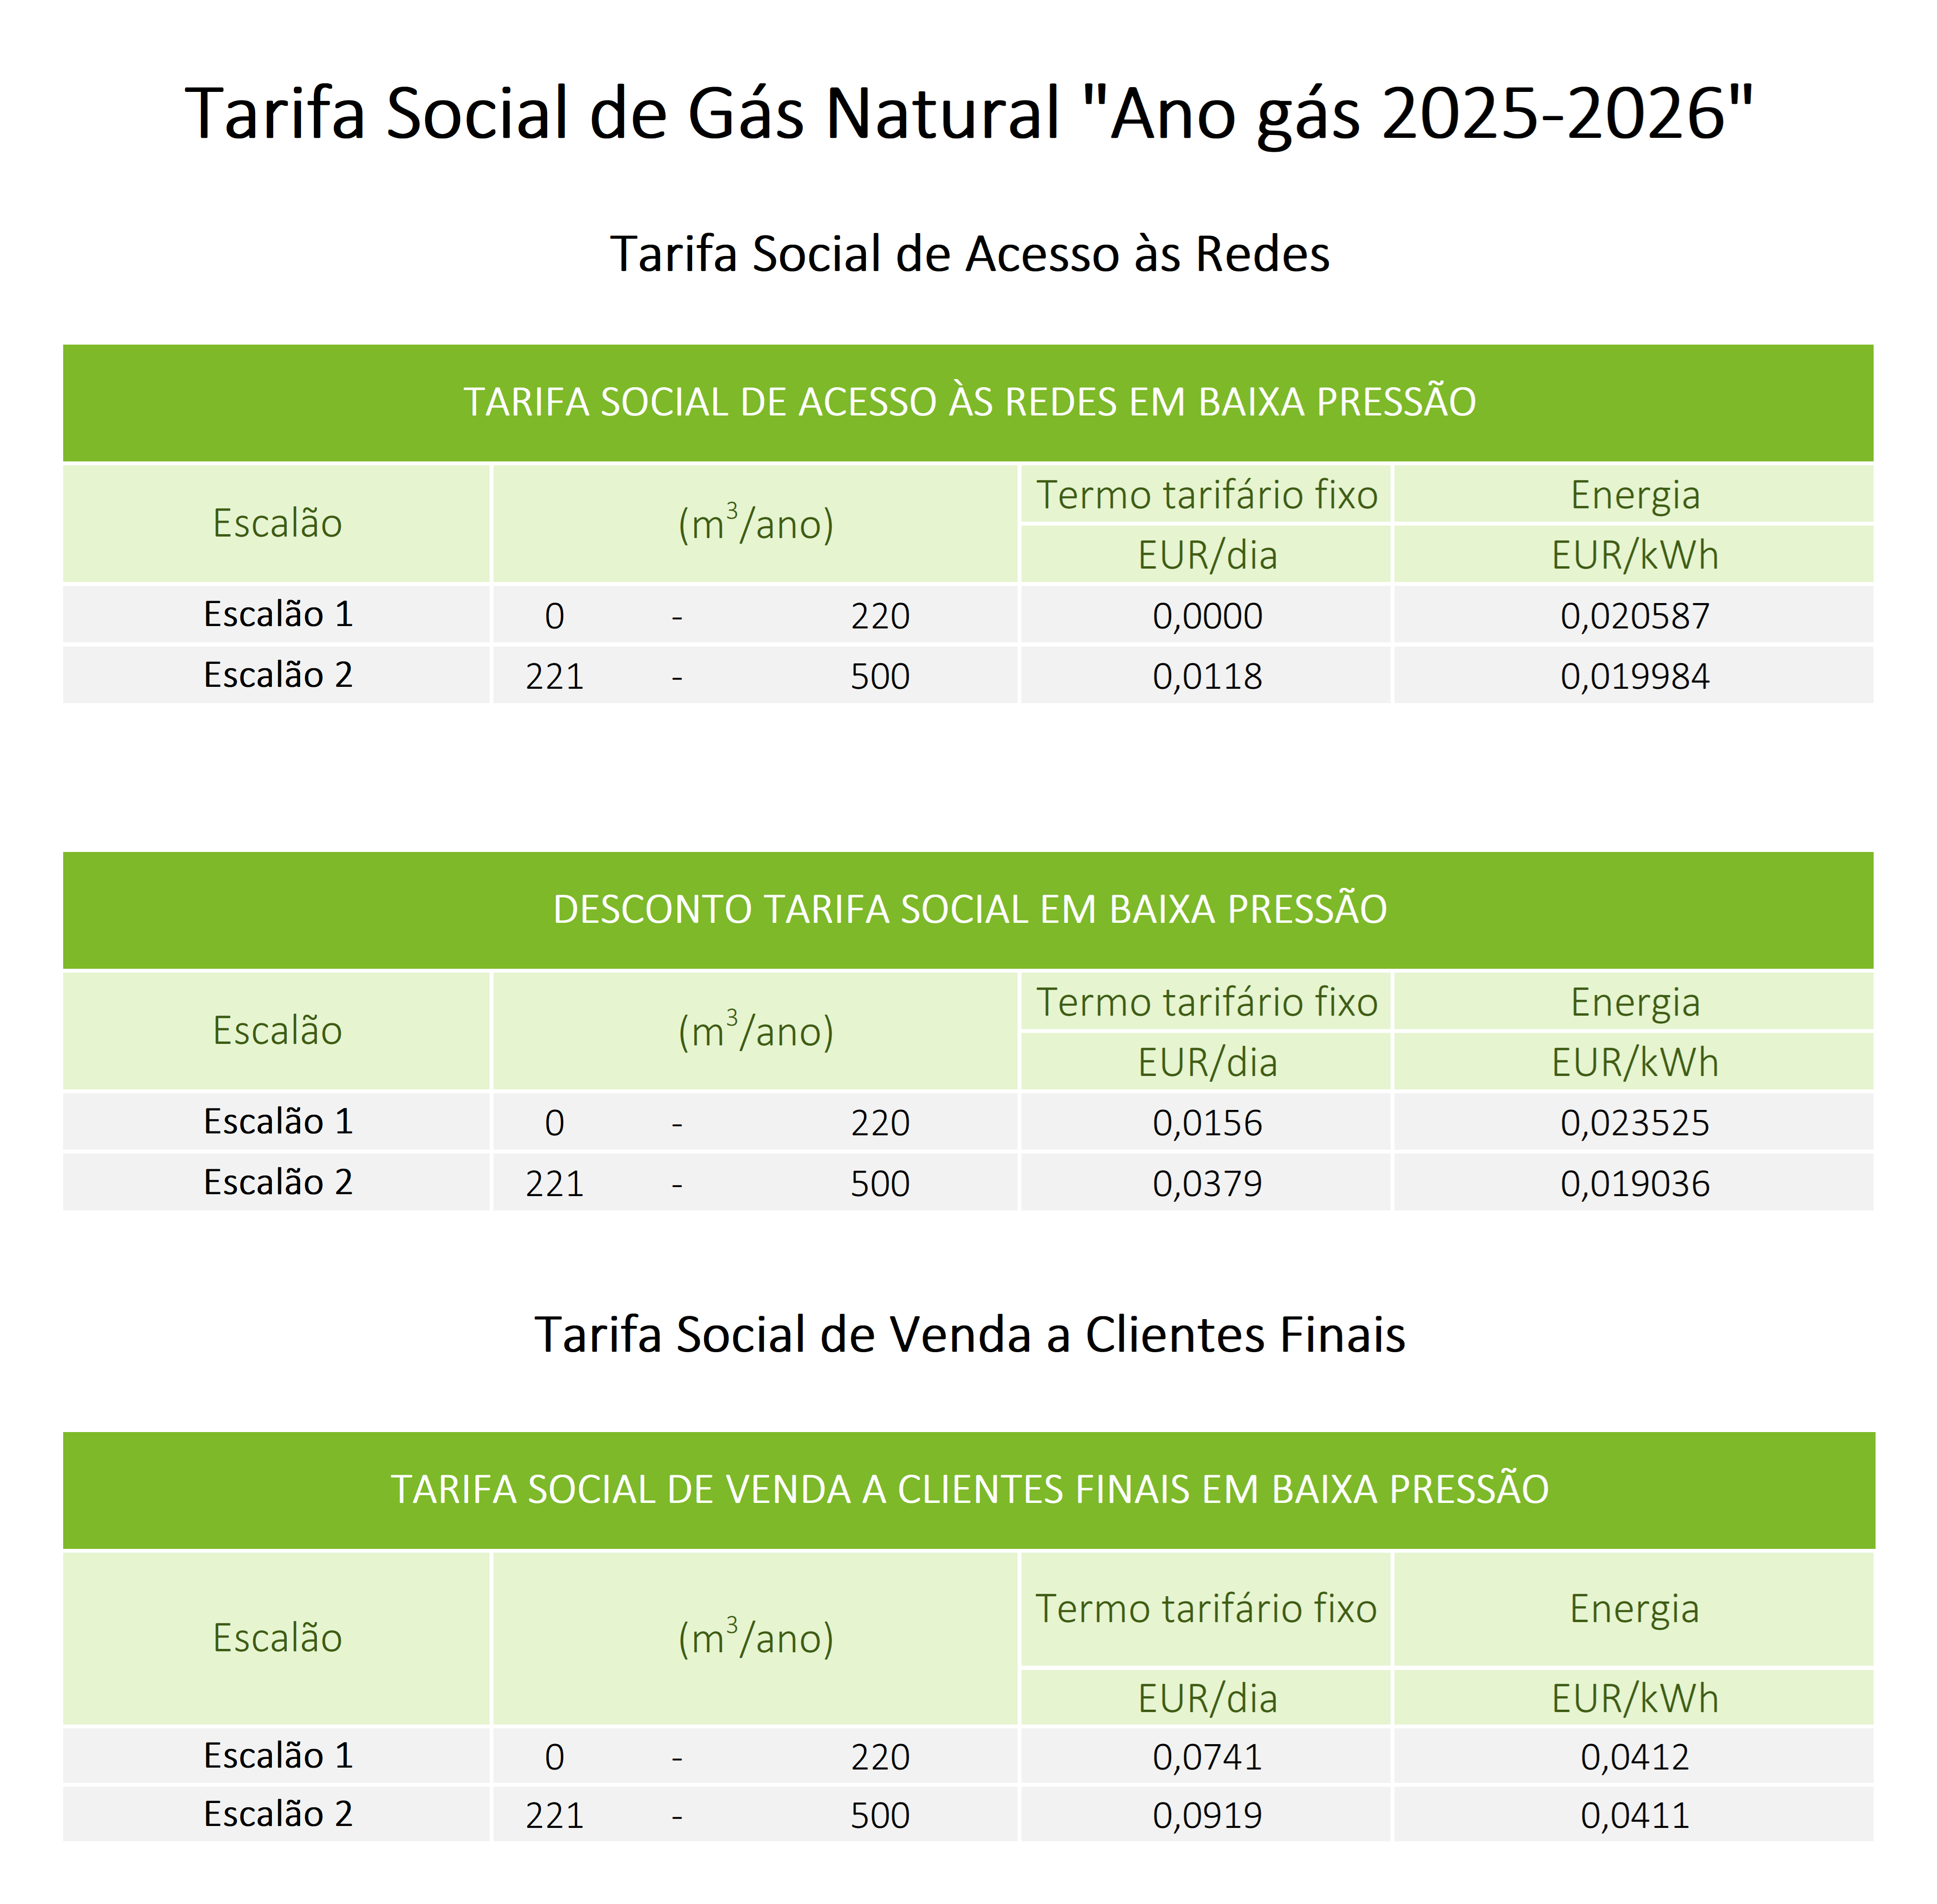 Tarifa Social de Gás Natural "Ano gás 2025-2026"
Tarifa Social de Acesso às Redes
TARIFA SOCIAL DE ACESSO ÀS REDES EM BAIXA PRESSÃO
Escalão (m³/ano) Termo tarifário fixo Energia
EUR/dia EUR/kWh
Escalão 1 0 - 220 0,0000 0,020587
Escalão 2 221 - 500 0,0118 0,019984
DESCONTO TARIFA SOCIAL EM BAIXA PRESSÃO
Escalão (m³/ano) Termo tarifário fixo Energia
EUR/dia EUR/kWh
Escalão 1 0 - 220 0,0156 0,023525
Escalão 2 221 - 500 0,0379 0,019036
Tarifa Social de Venda a Clientes Finais
TARIFA SOCIAL DE VENDA A CLIENTES FINAIS EM BAIXA PRESSÃO
Escalão (m³/ano) Termo tarifário fixo Energia
EUR/dia EUR/kWh
Escalão 1 0 - 220 0,0741 0,0412
Escalão 2 221 - 500 0,0919 0,0411